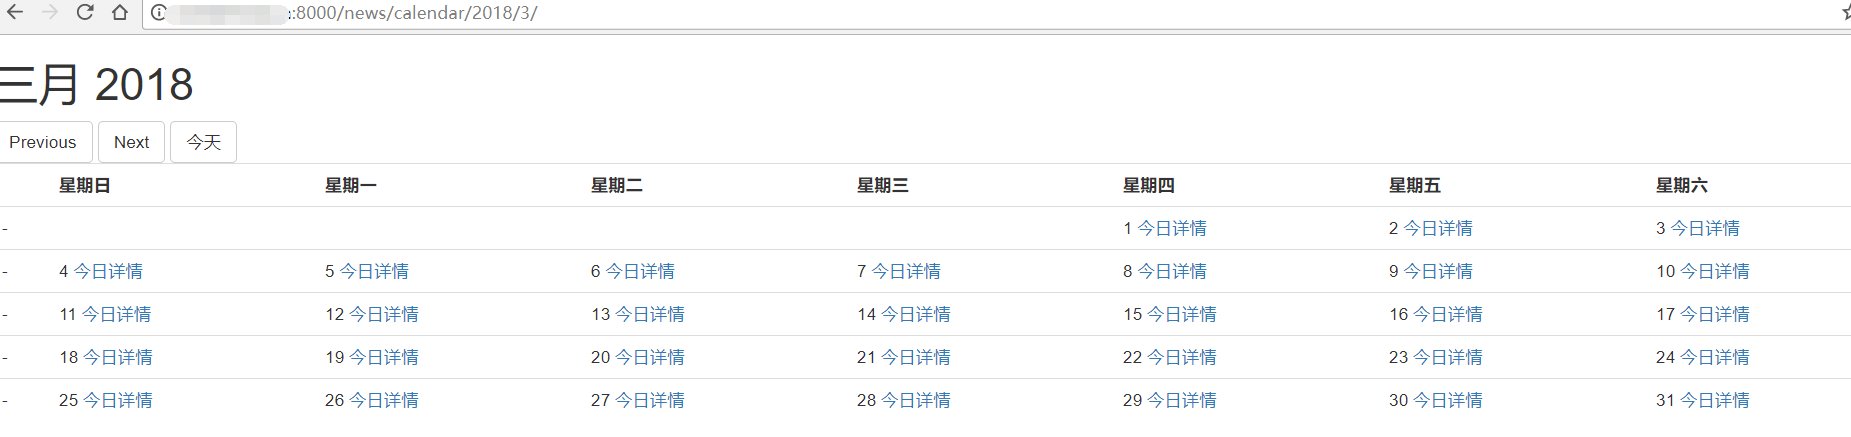 :8000/news/calendar/2018/3/
三月 2018
Previous Next 今天
星期日 星期一 星期二 星期三 星期四 星期五 星期六
- 1 今日详情 2 今日详情 3 今日详情
- 4 今日详情 5 今日详情 6 今日详情 7 今日详情 8 今日详情 9 今日详情 10 今日详情
- 11 今日详情 12 今日详情 13 今日详情 14 今日详情 15 今日详情 16 今日详情 17 今日详情
- 18 今日详情 19 今日详情 20 今日详情 21 今日详情 22 今日详情 23 今日详情 24 今日详情
- 25 今日详情 26 今日详情 27 今日详情 28 今日详情 29 今日详情 30 今日详情 31 今日详情